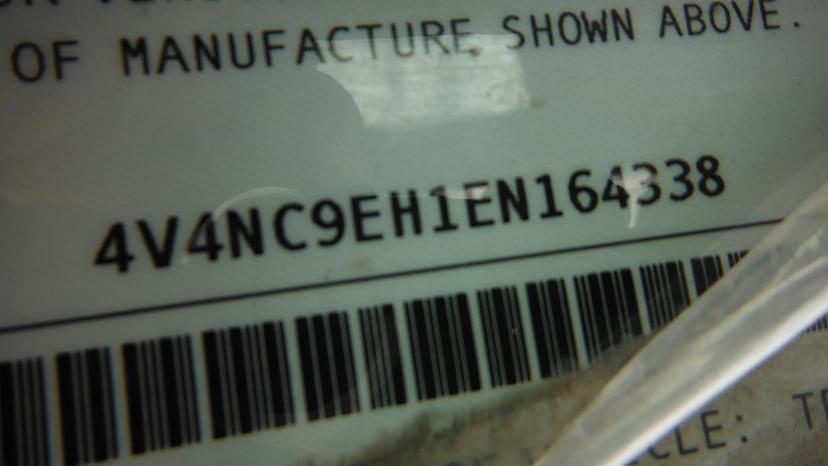 OF MANUFACTURE SHOWN ABOVE.
4V4NC9EH1EN164338